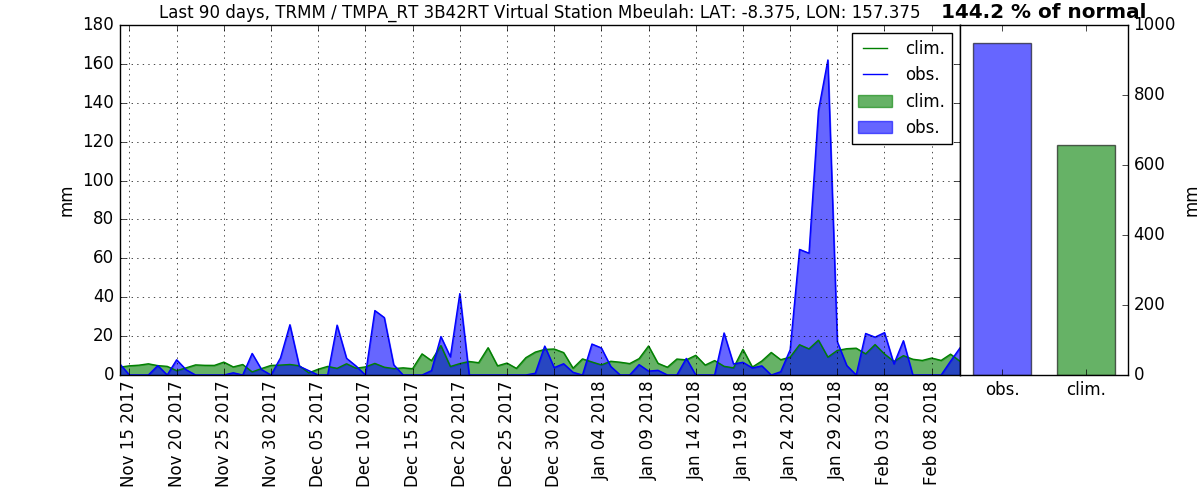 Last 90 days, TRMM / TMPA_RT 3B42RT Virtual Station Mbeulah: LAT: -8.375, LON: 157.375
144.2 % of normal
180
160
140
120
100
80
60
40
20
0
mm
clim.
obs.
clim.
obs.
1000
800
600
400
200
0
mm
Nov 15 2017
Nov 20 2017
Nov 25 2017
Nov 30 2017
Dec 05 2017
Dec 10 2017
Dec 15 2017
Dec 20 2017
Dec 25 2017
Dec 30 2017
Jan 04 2018
Jan 09 2018
Jan 14 2018
Jan 19 2018
Jan 24 2018
Jan 29 2018
Feb 03 2018
Feb 08 2018
obs.
clim.